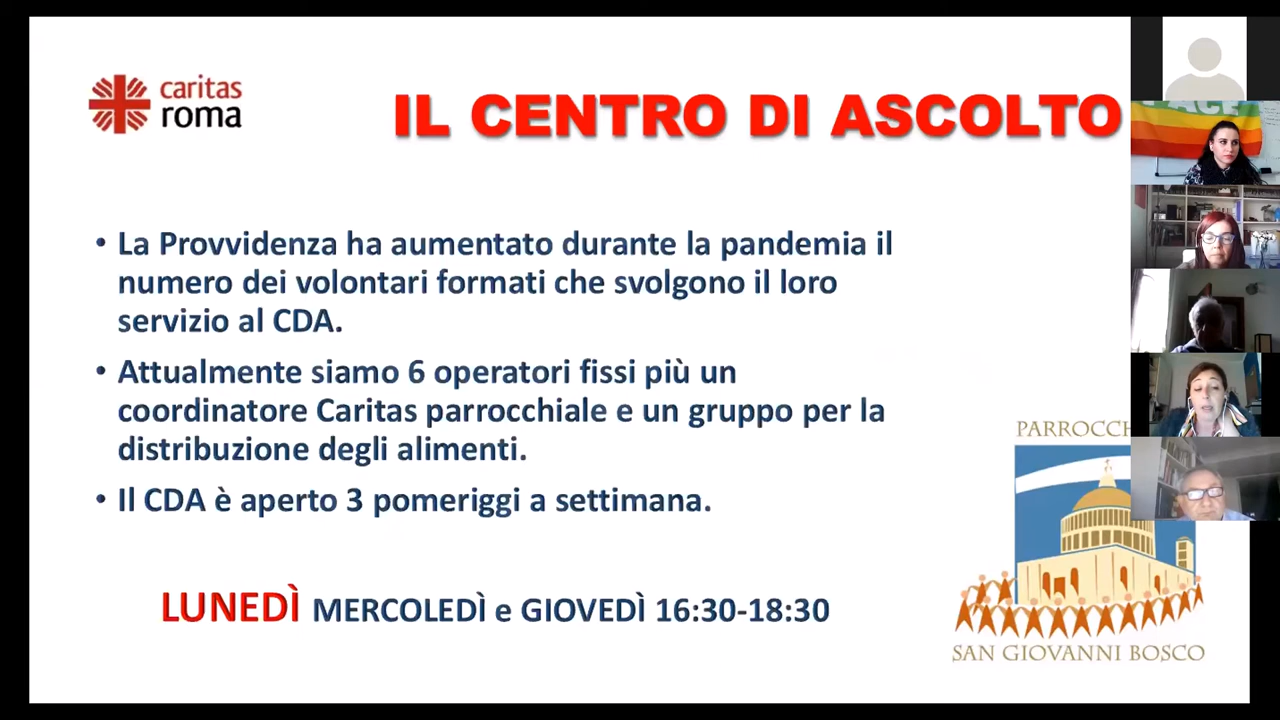 caritas
roma
IL CENTRO DI ASCOLTO
• La Provvidenza ha aumentato durante la pandemia il
numero dei volontari formati che svolgono il loro
servizio al CDA.
• Attualmente siamo 6 operatori fissi più un
coordinatore Caritas parrocchiale e un gruppo per la
distribuzione degli alimenti.
• Il CDA è aperto 3 pomeriggi a settimana.
LUNEDÌ MERCOLEDÌ e GIOVEDÌ 16:30-18:30
PARROCCH
SAN GIOVANNI BOSCO